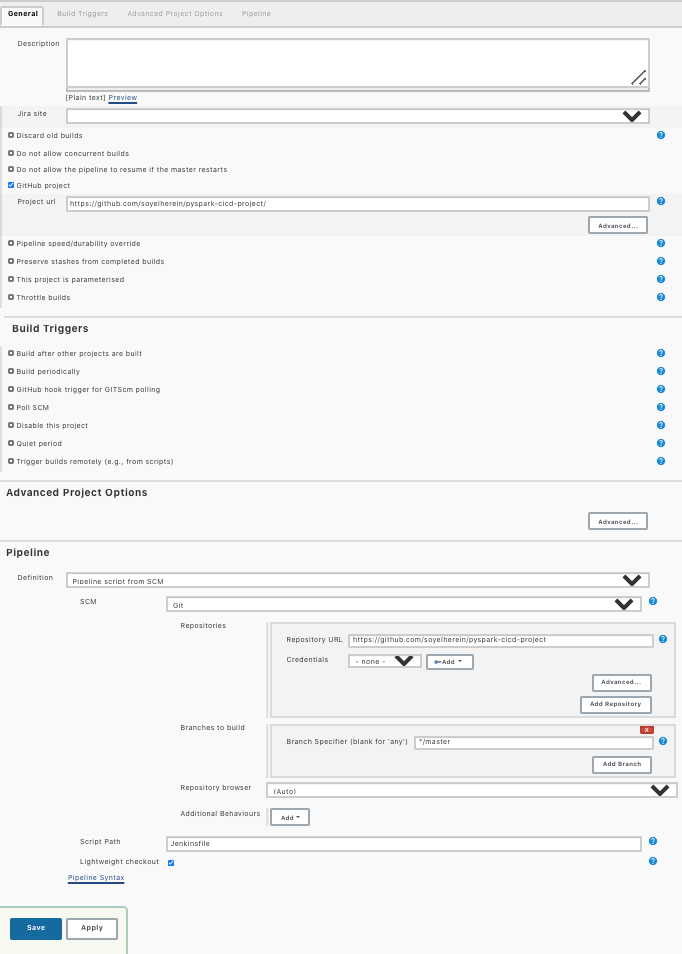 General Build Triggers Advanced Project Options Pipeline
Description
[Plain text] Preview
Jira site
Discard old builds
Do not allow concurrent builds
Do not allow the pipeline to resume if the master restarts
GitHub project
Project url https://github.com/soyelherein/pyspark-cicd-project/
Advanced...
Pipeline speed/durability override
Preserve stashes from completed builds
This project is parameterised
Throttle builds
Build Triggers
Build after other projects are built
Build periodically
GitHub hook trigger for GITScm polling
Poll SCM
Disable this project
Quiet period
Trigger builds remotely (e.g., from scripts)
Advanced Project Options
Advanced...
Pipeline
Definition Pipeline script from SCM
SCM Git
Repositories
Repository URL https://github.com/soyelherein/pyspark-cicd-project
Credentials - none - Add
Advanced...
Add Repository
Branches to build
X
Branch Specifier (blank for 'any') */master
Add Branch
Repository browser (Auto)
Additional Behaviours Add
Script Path Jenkinsfile
Lightweight checkout
Pipeline Syntax
Save Apply